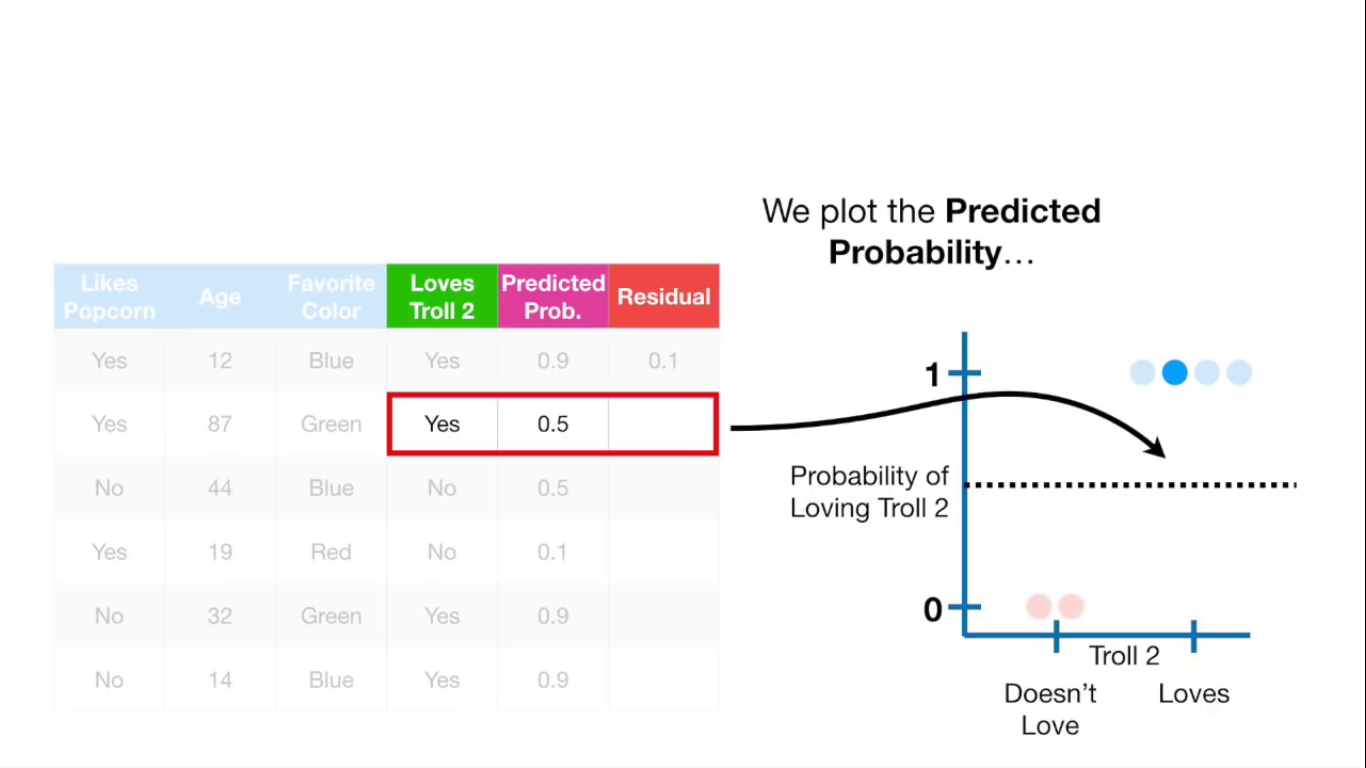 We plot the Predicted
Probability…
Likes Popcorn Age Favorite Color Loves Troll 2 Predicted Prob. Residual
Yes 12 Blue Yes 0.9 0.1
Yes 87 Green Yes 0.5
No 44 Blue No 0.5
Yes 19 Red No 0.1
No 32 Green Yes 0.9
No 14 Blue Yes 0.9
1
Probability of
Loving Troll 2
0
Troll 2
Doesn't Love
Loves